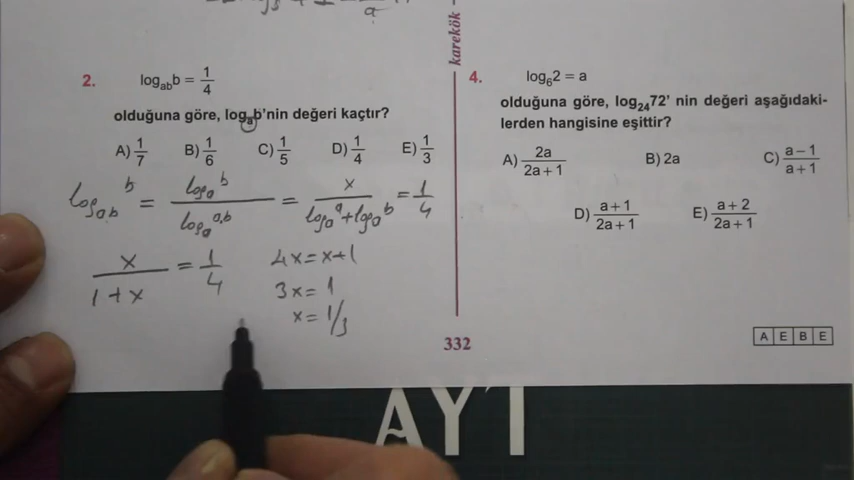 karekök
2. log_ab b = 1/4
olduğuna göre, log_a b'nin değeri kaçtır?
A) 1/7 B) 1/6 C) 1/5 D) 1/4 E) 1/3
log_ab b = log_a b / log_a a.b = x / (log_a a + log_a b) = 1/4
x / (1 + x) = 1/4
4x = x + 1
3x = 1
x = 1/3
4. log_6 2 = a
olduğuna göre, log_24 72' nin değeri aşağıdaki-
lerden hangisine eşittir?
A) 2a / (2a + 1) B) 2a C) (a − 1) / (a + 1)
D) (a + 1) / (2a + 1) E) (a + 2) / (2a + 1)
332
A E B E
AYT